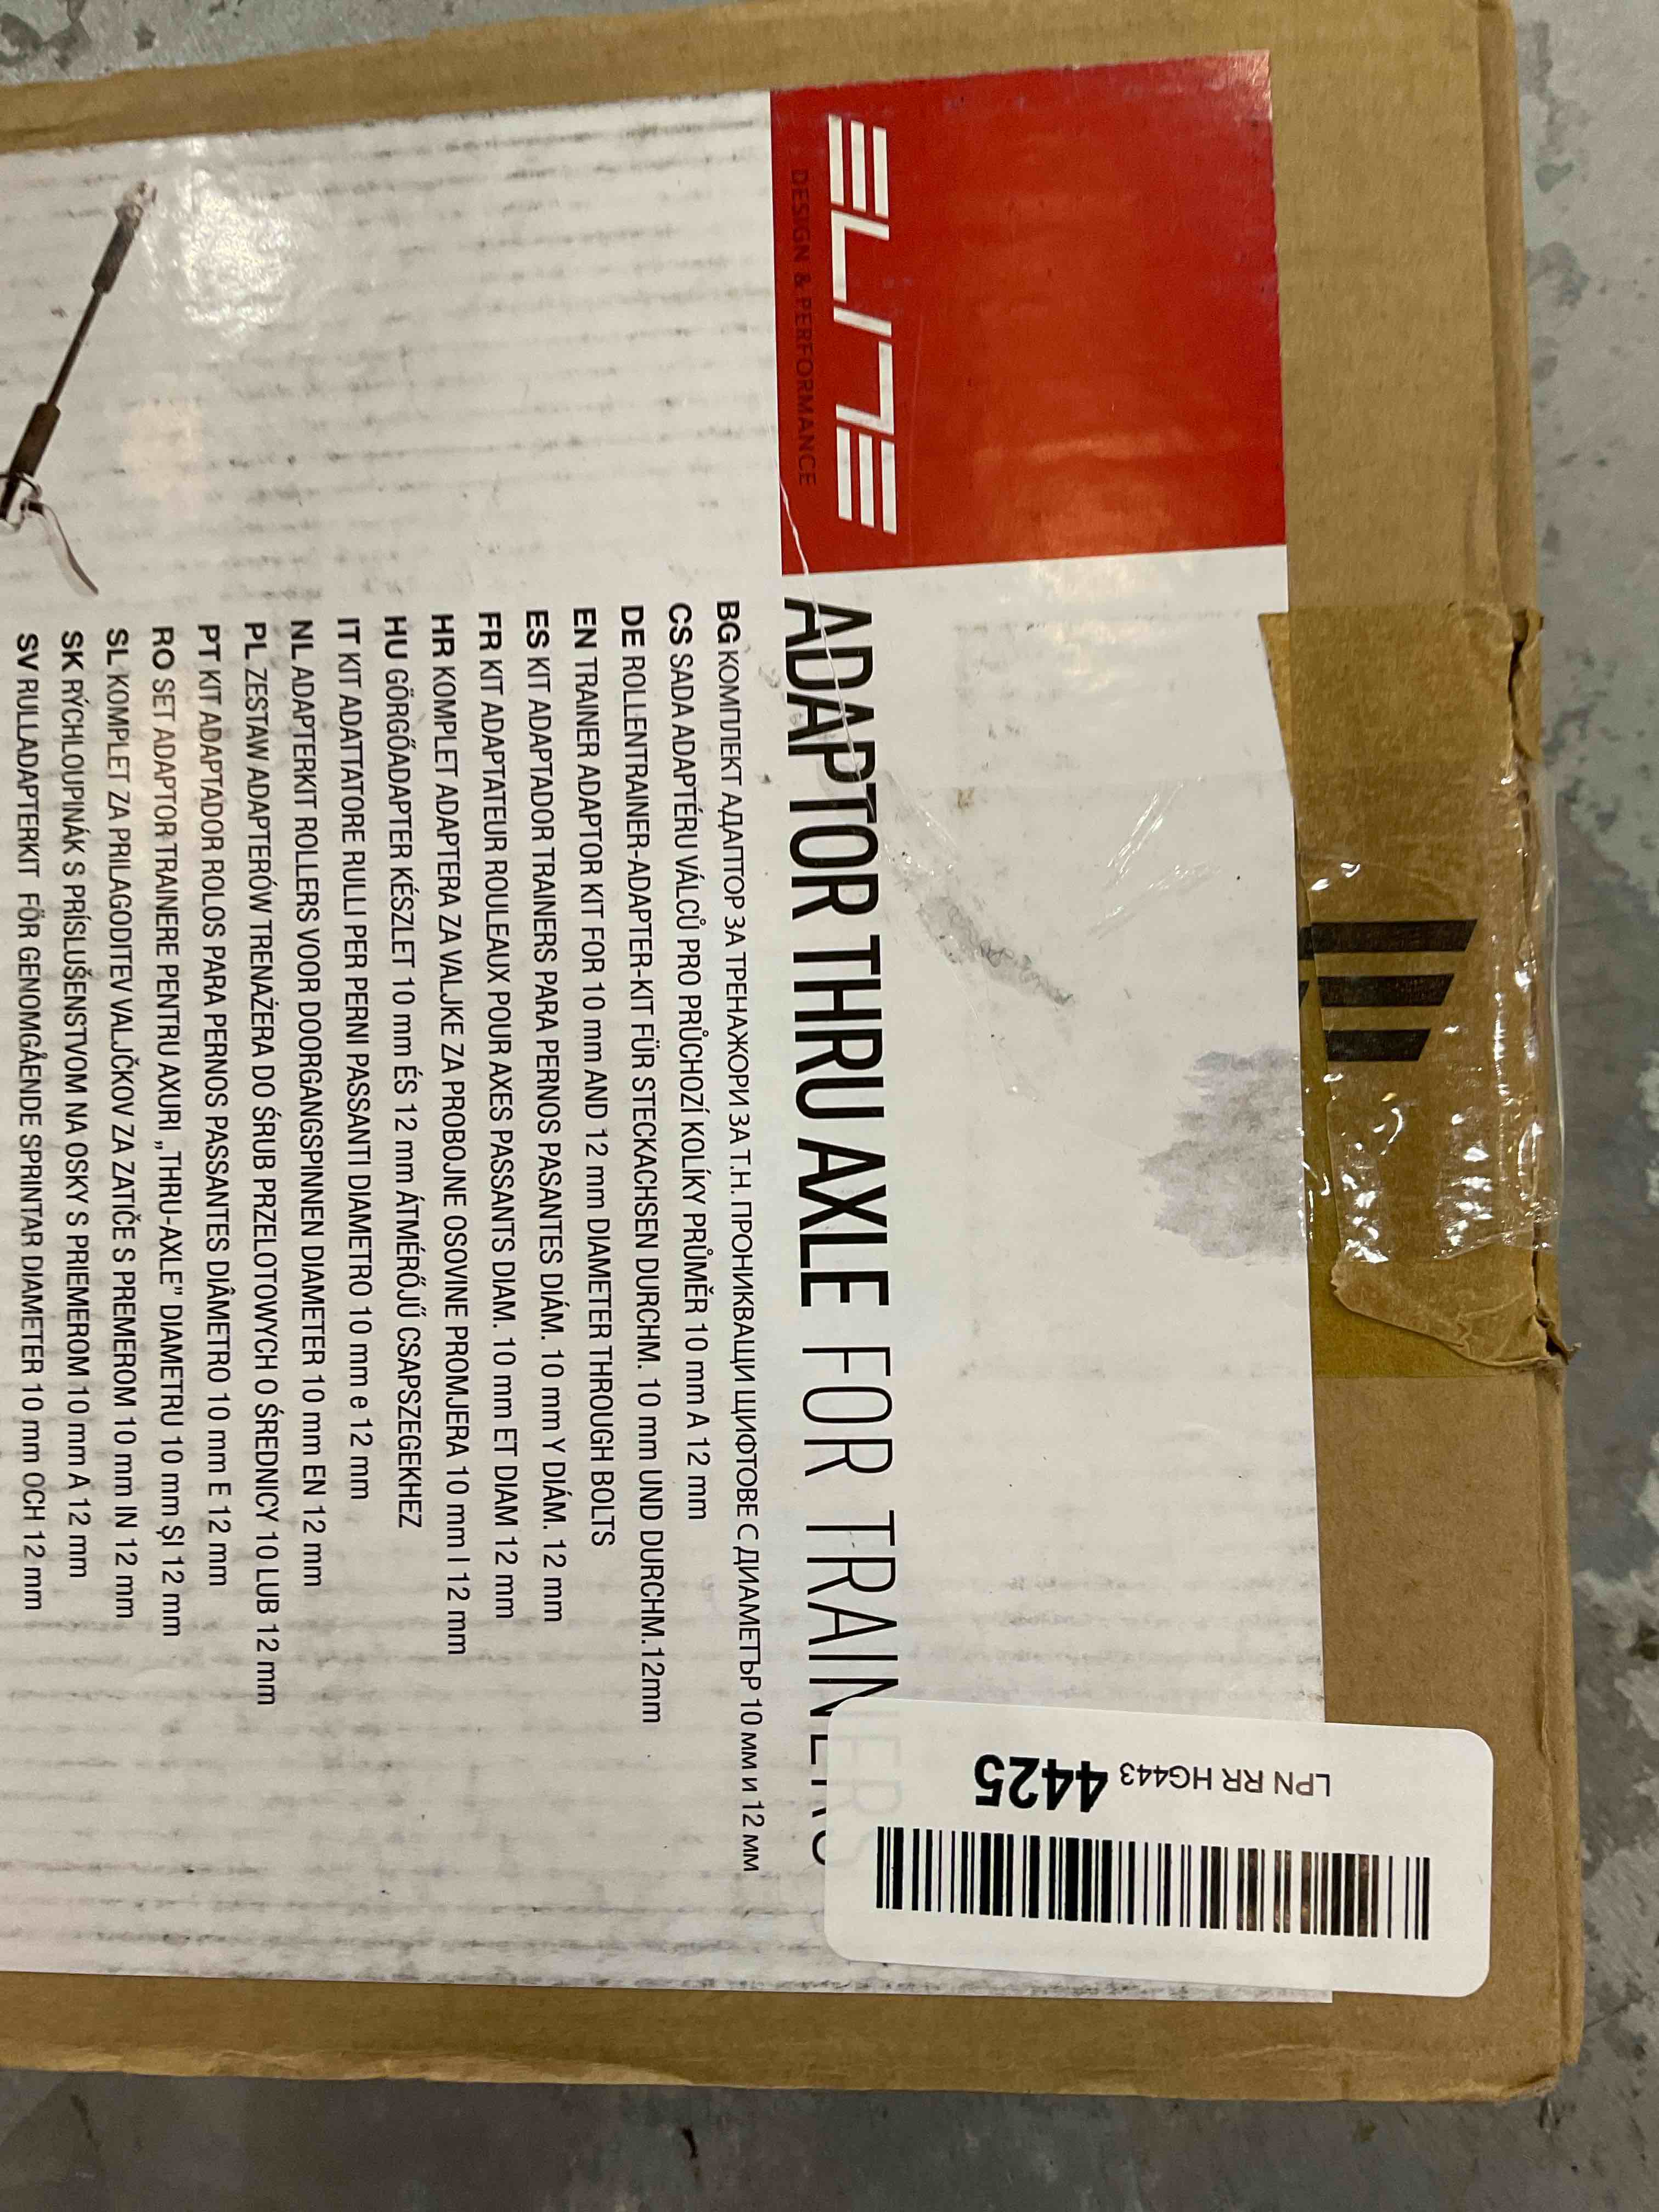 ELITE
DESIGN & PERFORMANCE
ADAPTOR THRU AXLE FOR TRAINERS
BG КОМПЛЕКТ АДАПТОР ЗА ТРЕНАЖОРИ ЗА Т.Н. ПРОНИКВАЩИ ЩИФТОВЕ С ДИАМЕТЪР 10 мм и 12 мм
CS SADA ADAPTÉRU VÁLCŮ PRO PRŮCHOZÍ KOLÍKY PRŮMĚR 10 mm A 12 mm
DE ROLLENTRAINER-ADAPTER-KIT FÜR STECKACHSEN DURCHM. 10 mm UND DURCHM.12mm
EN TRAINER ADAPTOR KIT FOR 10 mm AND 12 mm DIAMETER THROUGH BOLTS
ES KIT ADAPTADOR TRAINERS PARA PERNOS PASANTES DIÁM. 10 mm Y DIÁM. 12 mm
FR KIT ADAPTATEUR ROULEAUX POUR AXES PASSANTS DIAM. 10 mm ET DIAM 12 mm
HR KOMPLET ADAPTERA ZA VALJKE ZA PROBOJNE OSOVINE PROMJERA 10 mm I 12 mm
HU GÖRGŐADAPTER KÉSZLET 10 mm ÉS 12 mm ÁTMÉRŐJŰ CSAPSZEGEKHEZ
IT KIT ADATTATORE RULLI PER PERNI PASSANTI DIAMETRO 10 mm e 12 mm
NL ADAPTERKIT ROLLERS VOOR DOORGANGSPINNEN DIAMETER 10 mm EN 12 mm
PL ZESTAW ADAPTERÓW TRENAŻERA DO ŚRUB PRZELOTOWYCH O ŚREDNICY 10 LUB 12 mm
PT KIT ADAPTADOR ROLOS PARA PERNOS PASSANTES DIÂMETRO 10 mm E 12 mm
RO SET ADAPTOR TRAINERE PENTRU AXURI „THRU-AXLE” DIAMETRU 10 mm ŞI 12 mm
SL KOMPLET ZA PRILAGODITEV VALJČKOV ZA ZATIČE S PREMEROM 10 mm IN 12 mm
SK RÝCHLOUPINÁK S PRÍSLUŠENSTVOM NA OSKY S PRIEMEROM 10 mm A 12 mm
SV RULLADAPTERKIT FÖR GENOMGÅENDE SPRINTAR DIAMETER 10 mm OCH 12 mm
LPN RR HG443 4425